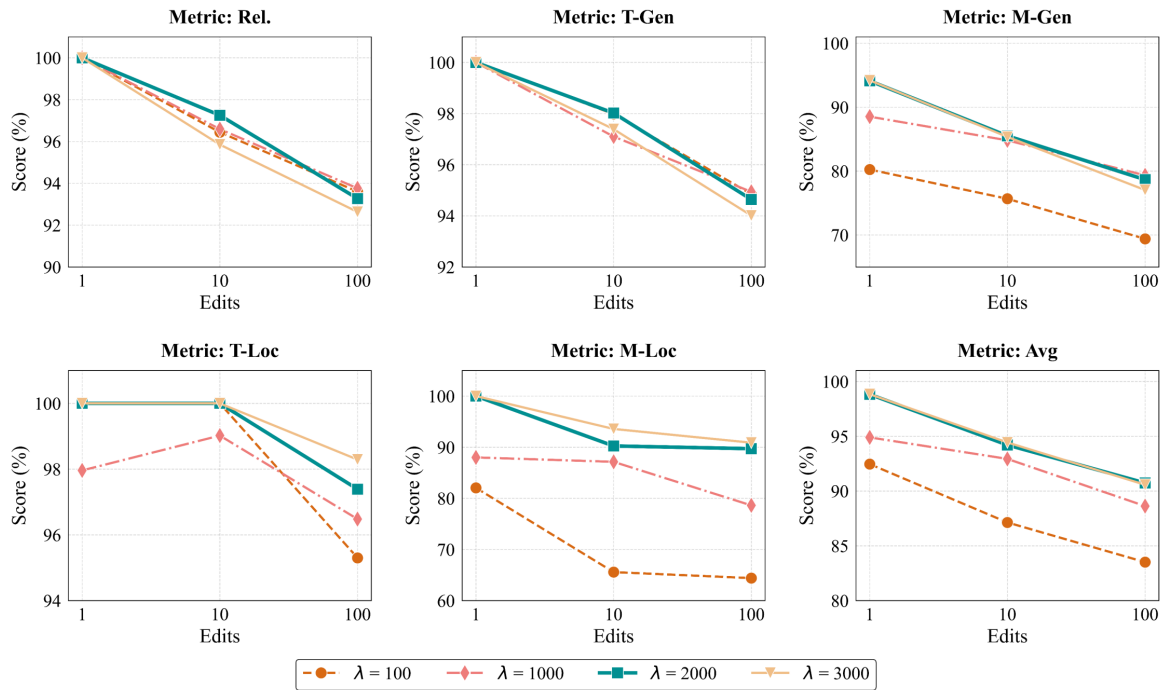 Metric: Rel.
Score (%)
100
98
96
94
92
90
1
10
100
Edits
Metric: T-Gen
Score (%)
100
98
96
94
92
1
10
100
Edits
Metric: M-Gen
Score (%)
100
90
80
70
1
10
100
Edits
Metric: T-Loc
Score (%)
100
98
96
94
1
10
100
Edits
Metric: M-Loc
Score (%)
100
90
80
70
60
1
10
100
Edits
Metric: Avg
Score (%)
100
95
90
85
80
1
10
100
Edits
λ = 100
λ = 1000
λ = 2000
λ = 3000